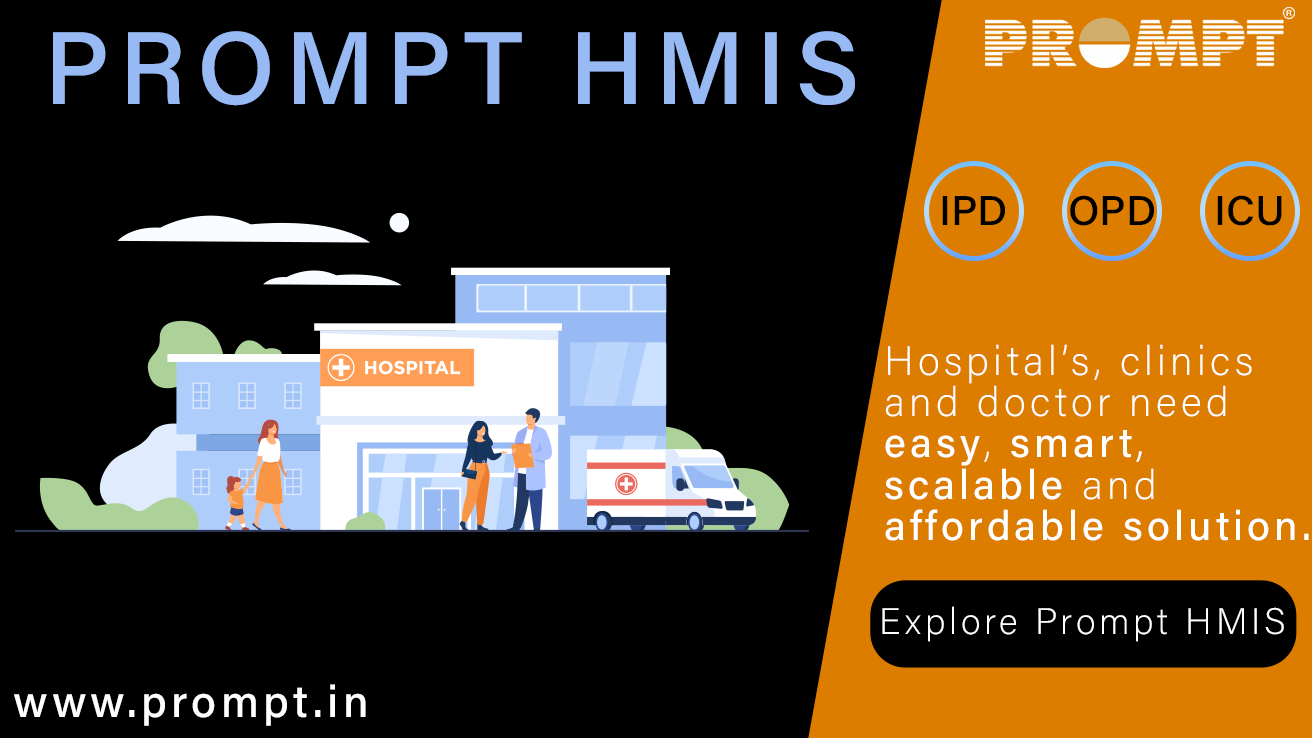 PROMPT HMIS
PROMPT®
IPD OPD ICU
HOSPITAL
Hospital's, clinics
and doctor need
easy, smart,
scalable and
affordable solution.
Explore Prompt HMIS
www.prompt.in